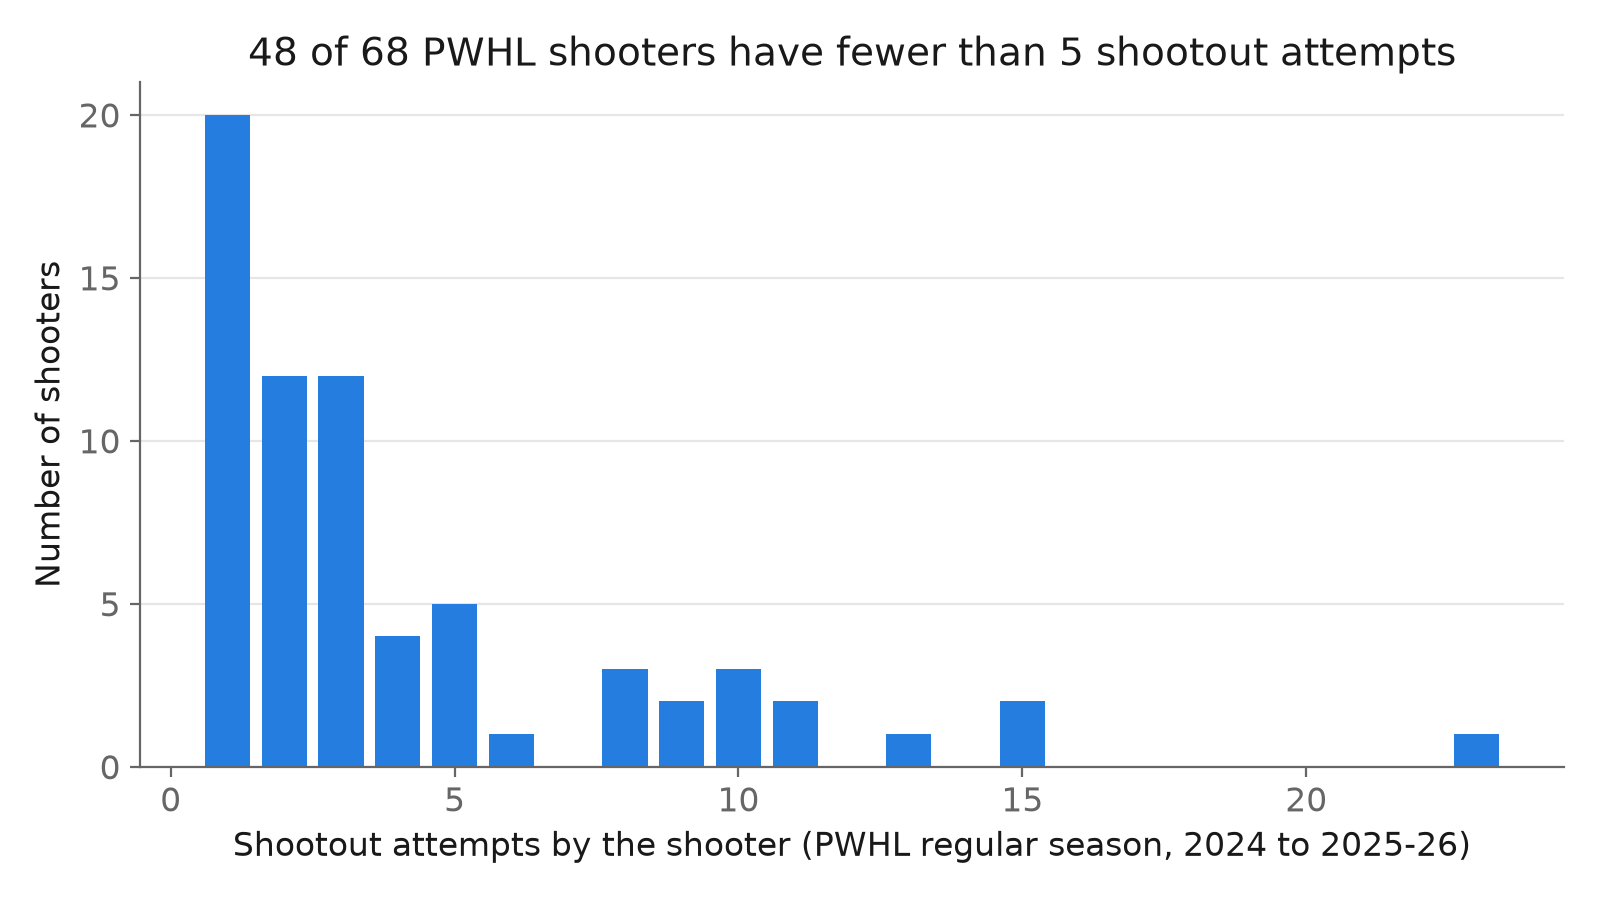 48 of 68 PWHL shooters have fewer than 5 shootout attempts
Number of shooters
20
15
10
5
0
0 5 10 15 20
Shootout attempts by the shooter (PWHL regular season, 2024 to 2025-26)